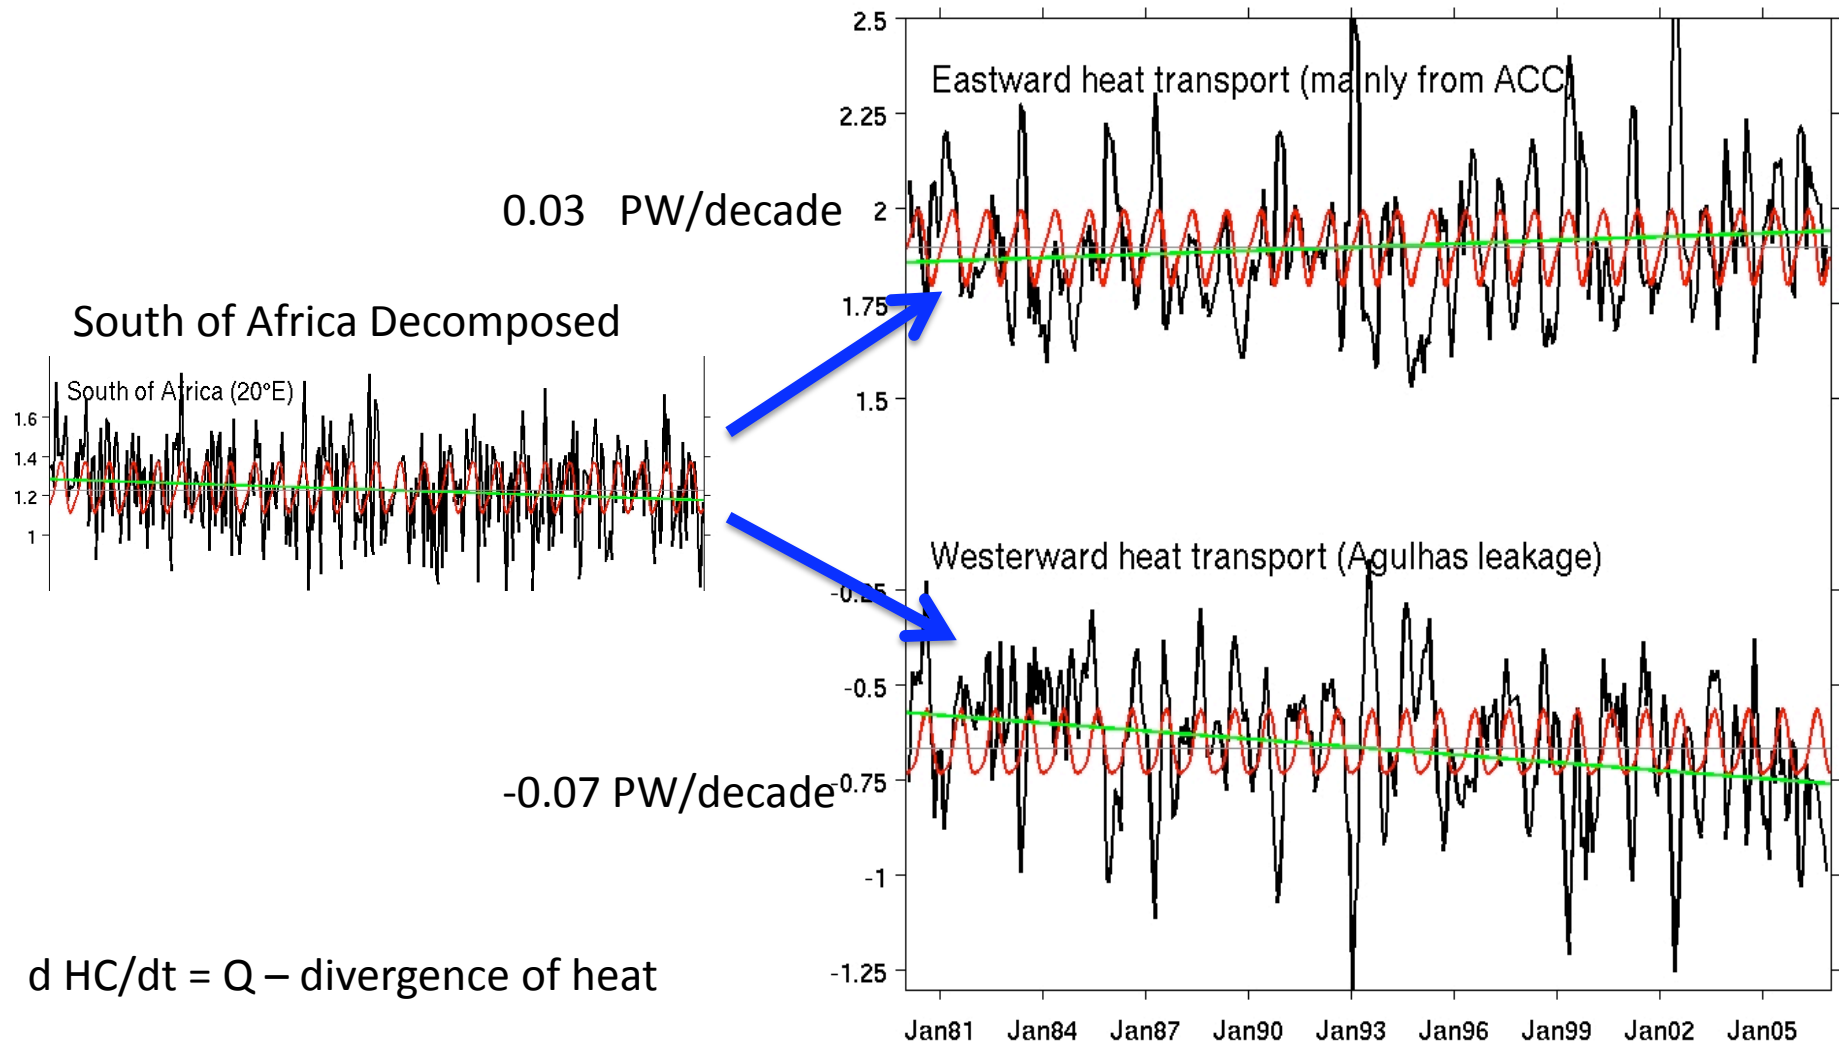 South of Africa Decomposed
South of Africa (20°E)
1.6
1.4
1.2
1
0.03 PW/decade
-0.07 PW/decade
d HC/dt = Q – divergence of heat
Eastward heat transport (mainly from ACC)
2.5
2.25
2
1.75
1.5
Westerward heat transport (Agulhas leakage)
-0.25
-0.5
-0.75
-1
-1.25
Jan81 Jan84 Jan87 Jan90 Jan93 Jan96 Jan99 Jan02 Jan05